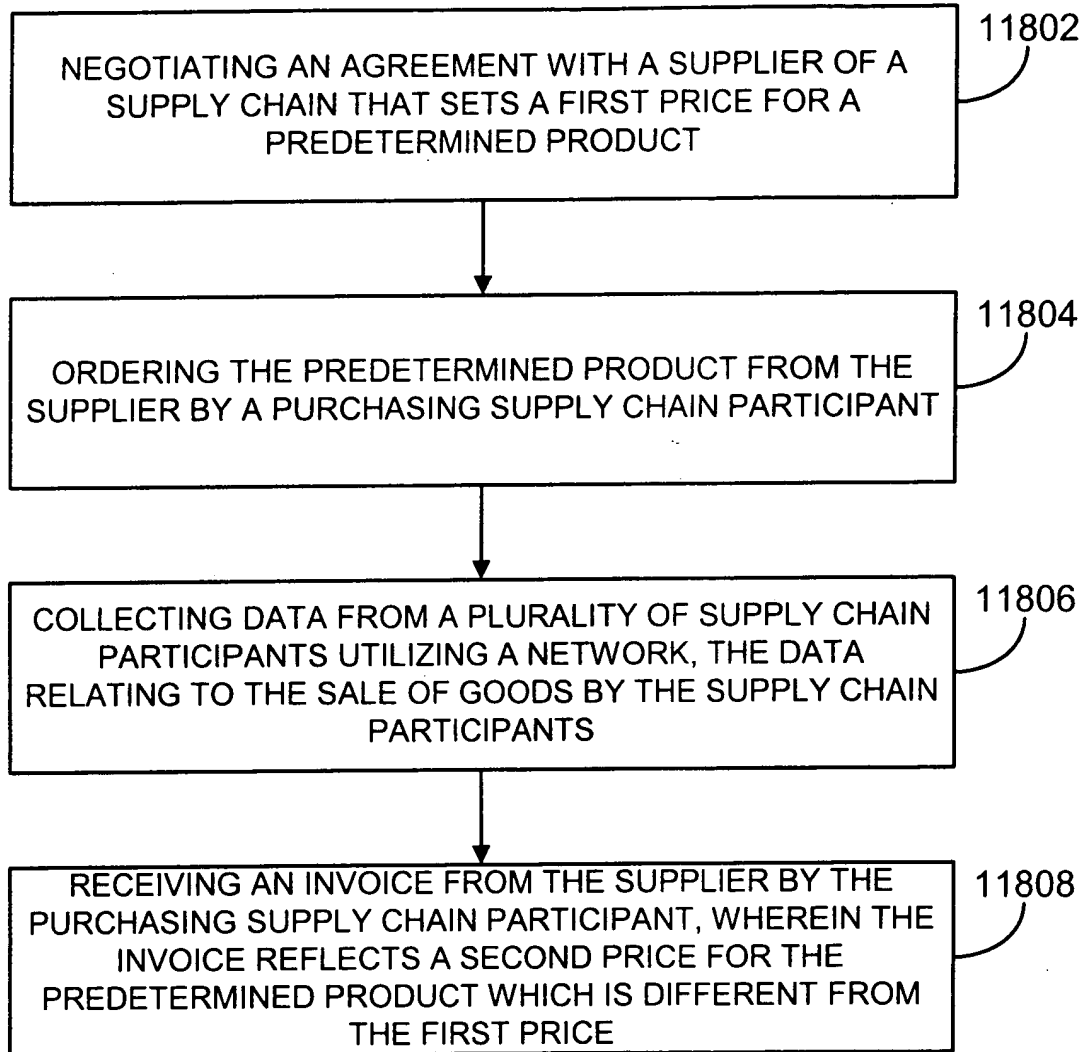 11802
NEGOTIATING AN AGREEMENT WITH A SUPPLIER OF A
SUPPLY CHAIN THAT SETS A FIRST PRICE FOR A
PREDETERMINED PRODUCT
11804
ORDERING THE PREDETERMINED PRODUCT FROM THE
SUPPLIER BY A PURCHASING SUPPLY CHAIN PARTICIPANT
11806
COLLECTING DATA FROM A PLURALITY OF SUPPLY CHAIN
PARTICIPANTS UTILIZING A NETWORK, THE DATA
RELATING TO THE SALE OF GOODS BY THE SUPPLY CHAIN
PARTICIPANTS
11808
RECEIVING AN INVOICE FROM THE SUPPLIER BY THE
PURCHASING SUPPLY CHAIN PARTICIPANT, WHEREIN THE
INVOICE REFLECTS A SECOND PRICE FOR THE
PREDETERMINED PRODUCT WHICH IS DIFFERENT FROM
THE FIRST PRICE